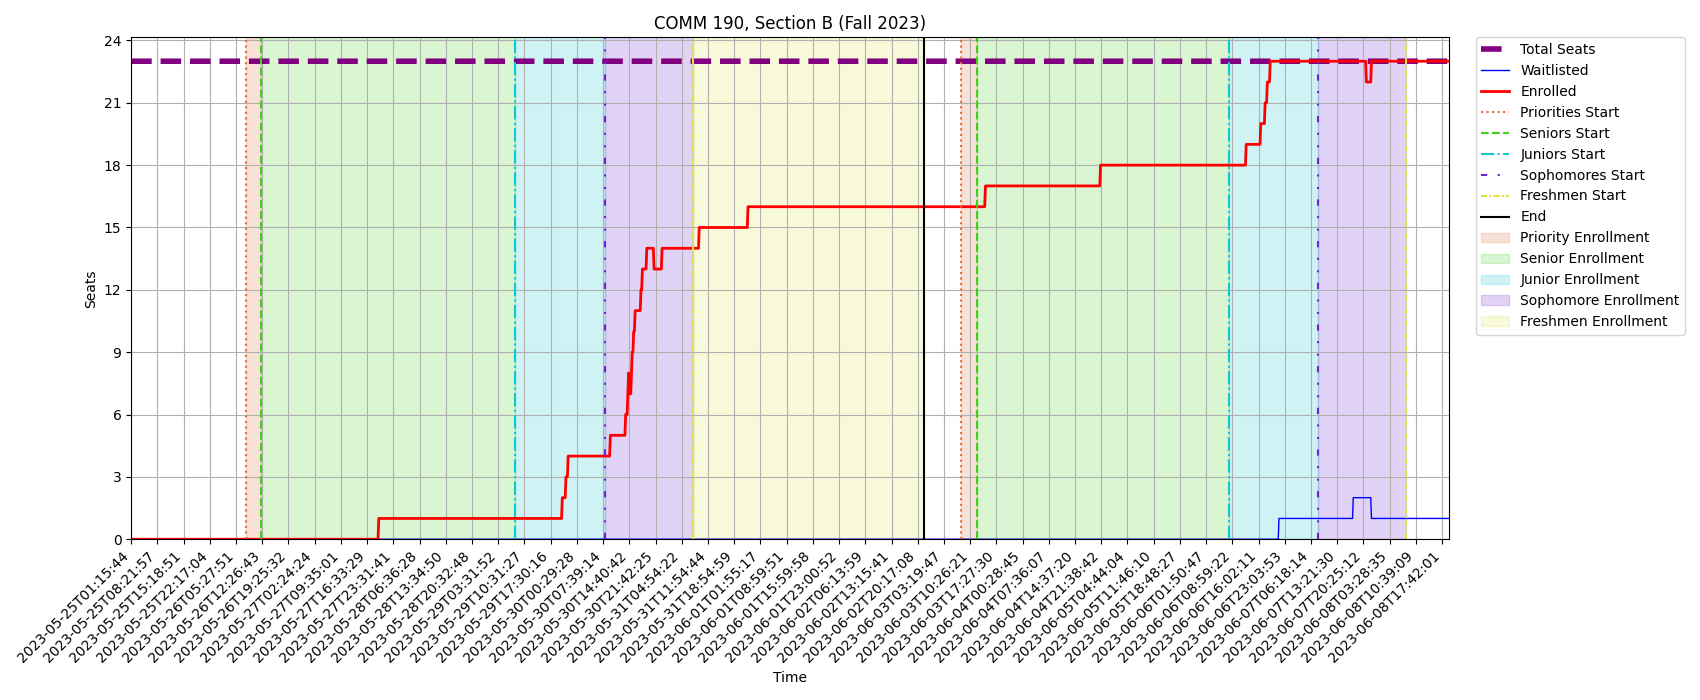 COMM 190, Section B (Fall 2023)
24
21
18
15
12
9
6
3
0
Seats
2023-05-25T01:15:44
2023-05-25T08:21:57
2023-05-25T15:18:51
2023-05-25T22:17:04
2023-05-26T05:27:51
2023-05-26T12:26:43
2023-05-26T19:25:32
2023-05-27T02:24:24
2023-05-27T09:35:01
2023-05-27T16:33:29
2023-05-27T23:31:41
2023-05-28T06:36:28
2023-05-28T13:34:50
2023-05-28T20:32:48
2023-05-29T03:31:52
2023-05-29T10:31:27
2023-05-29T17:30:16
2023-05-30T00:29:28
2023-05-30T07:39:14
2023-05-30T14:40:42
2023-05-30T21:42:25
2023-05-31T04:54:22
2023-05-31T11:54:44
2023-05-31T18:54:59
2023-06-01T01:55:17
2023-06-01T08:59:51
2023-06-01T15:59:58
2023-06-01T23:00:52
2023-06-02T06:13:59
2023-06-02T13:15:41
2023-06-02T20:17:08
2023-06-03T03:19:47
2023-06-03T10:26:21
2023-06-03T17:27:30
2023-06-04T00:28:45
2023-06-04T07:36:07
2023-06-04T14:37:20
2023-06-04T21:38:42
2023-06-05T04:44:04
2023-06-05T11:46:10
2023-06-05T18:48:27
2023-06-06T01:50:47
2023-06-06T08:59:22
2023-06-06T16:02:11
2023-06-06T23:03:53
2023-06-07T06:18:14
2023-06-07T13:21:30
2023-06-07T20:25:12
2023-06-08T03:28:35
2023-06-08T10:39:09
2023-06-08T17:42:01
Time
Total Seats
Waitlisted
Enrolled
Priorities Start
Seniors Start
Juniors Start
Sophomores Start
Freshmen Start
End
Priority Enrollment
Senior Enrollment
Junior Enrollment
Sophomore Enrollment
Freshmen Enrollment